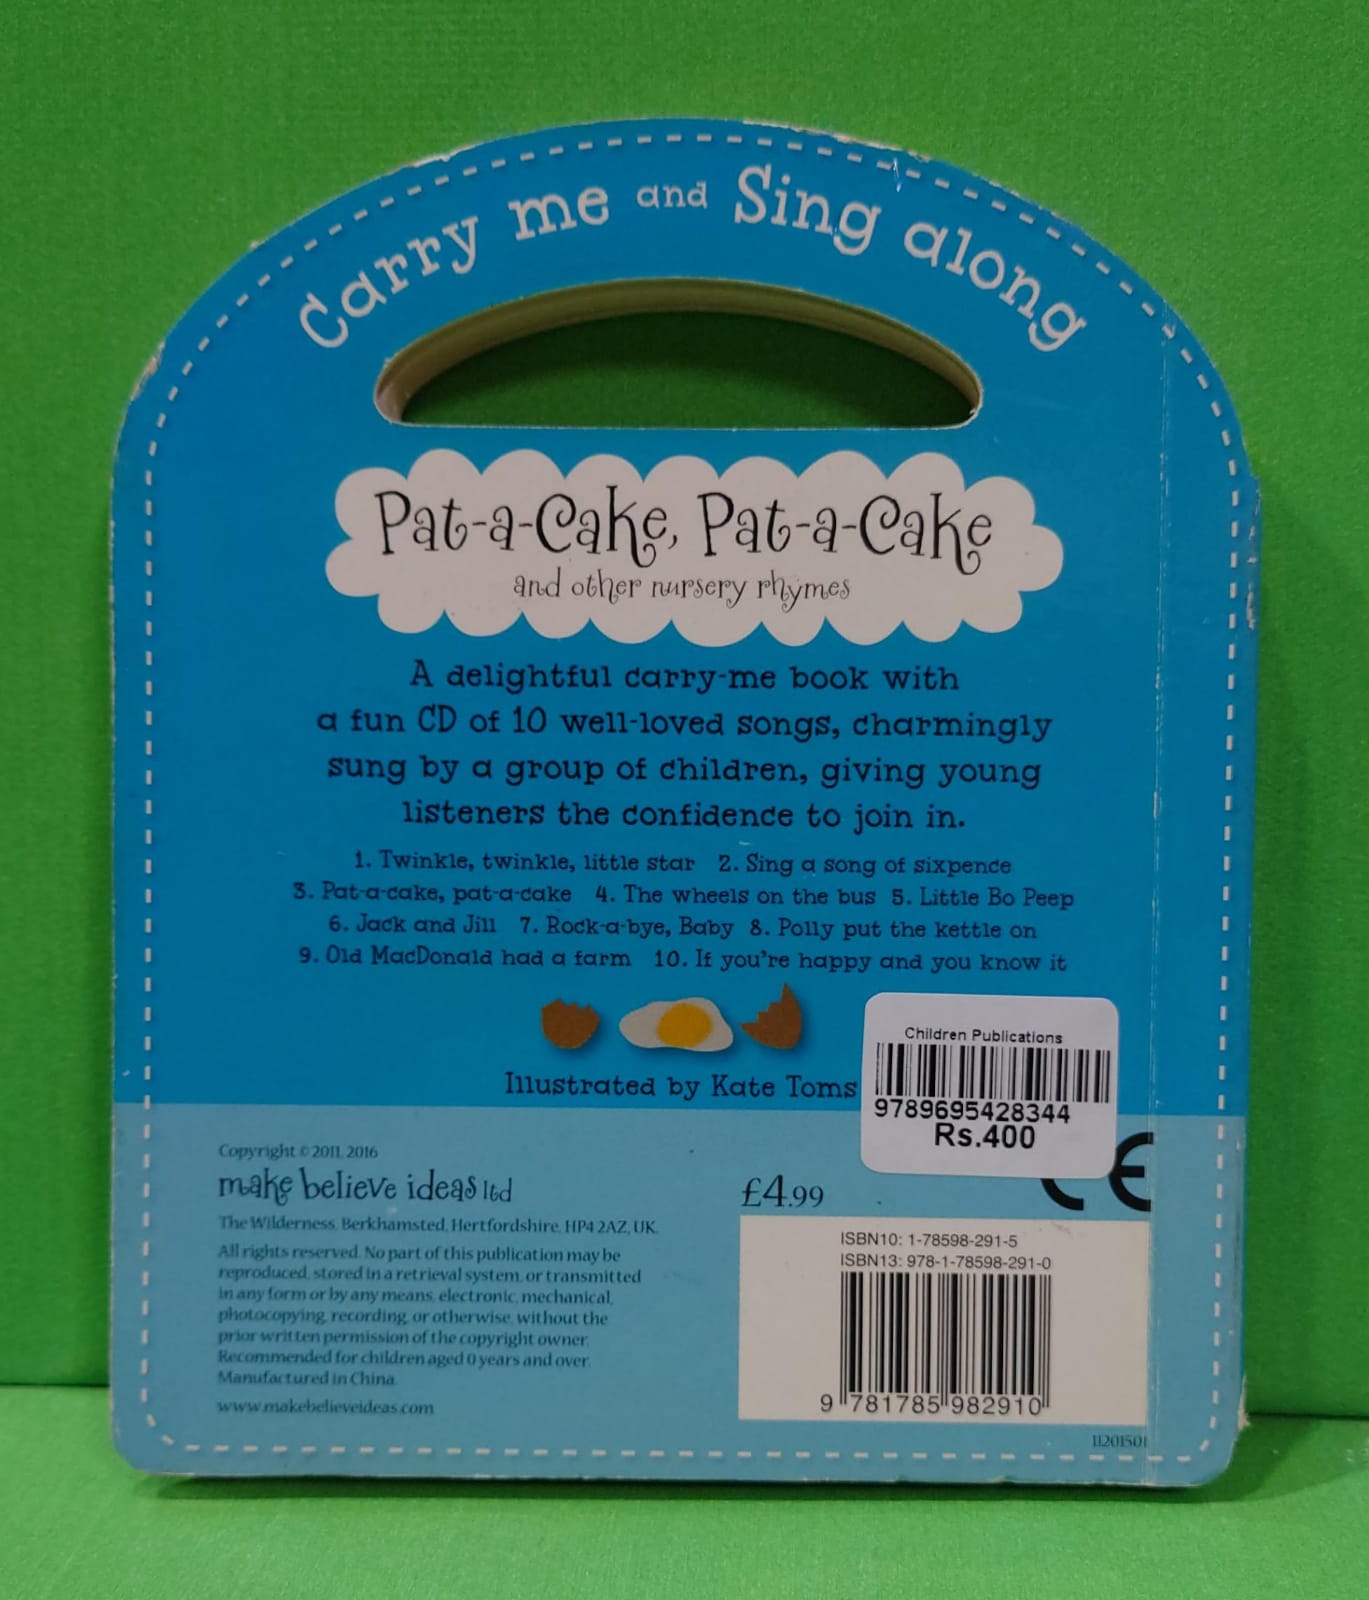 Carry me and Sing along
Pat-a-Cake, Pat-a-Cake
and other nursery rhymes
A delightful carry-me book with
a fun CD of 10 well-loved songs, charmingly
sung by a group of children, giving young
listeners the confidence to join in.
1. Twinkle, twinkle, little star 2. Sing a song of sixpence
3. Pat-a-cake, pat-a-cake 4. The wheels on the bus 5. Little Bo Peep
6. Jack and Jill 7. Rock-a-bye, Baby 8. Polly put the kettle on
9. Old MacDonald had a farm 10. If you're happy and you know it
Illustrated by Kate Toms
Children Publications
9789695428344
Rs.400
CE
Copyright © 2011, 2016
make believe ideas ltd
The Wilderness, Berkhamsted, Hertfordshire, HP4 2AZ, UK.
All rights reserved. No part of this publication may be
reproduced, stored in a retrieval system, or transmitted
in any form or by any means, electronic, mechanical,
photocopying, recording, or otherwise, without the
prior written permission of the copyright owner.
Recommended for children aged 0 years and over.
Manufactured in China.
www.makebelieveideas.com
£4.99
ISBN10: 1-78598-291-5
ISBN13: 978-1-78598-291-0
9 781785 982910
11201501